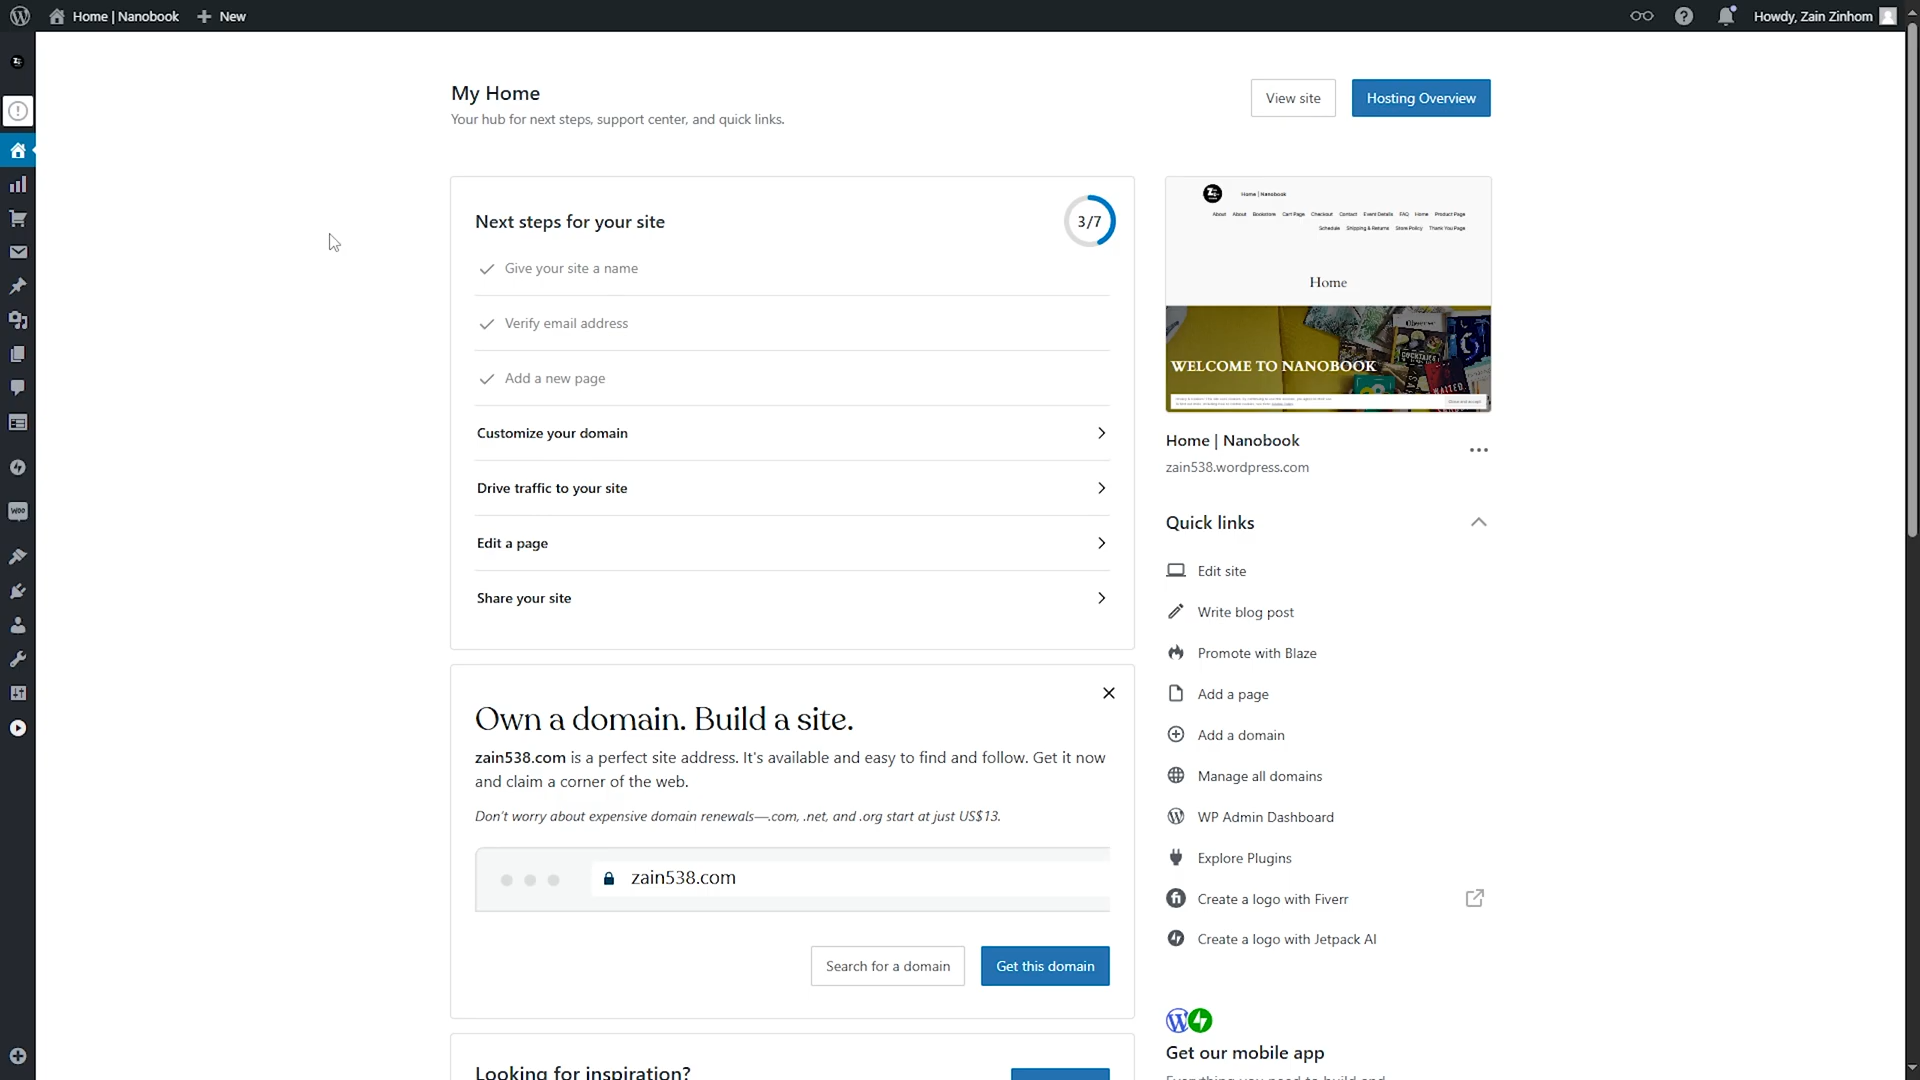 Home | Nanobook
New
Howdy, Zain Zinhom
My Home
Your hub for next steps, support center, and quick links.
View site
Hosting Overview
Next steps for your site
3/7
Give your site a name
Verify email address
Add a new page
Customize your domain
Drive traffic to your site
Edit a page
Share your site
Own a domain. Build a site.
zain538.com is a perfect site address. It's available and easy to find and follow. Get it now
and claim a corner of the web.
Don't worry about expensive domain renewals—.com, .net, and .org start at just US$13.
zain538.com
Search for a domain
Get this domain
Looking for inspiration?
Home | Nanobook
About About Bookstore Cart Page Checkout Contact Event Details FAQ Home Product Page
Schedule Shipping & Returns Store Policy Thank You Page
Home
WELCOME TO NANOBOOK
Home | Nanobook
zain538.wordpress.com
Quick links
Edit site
Write blog post
Promote with Blaze
Add a page
Add a domain
Manage all domains
WP Admin Dashboard
Explore Plugins
Create a logo with Fiverr
Create a logo with Jetpack AI
Get our mobile app
WOO